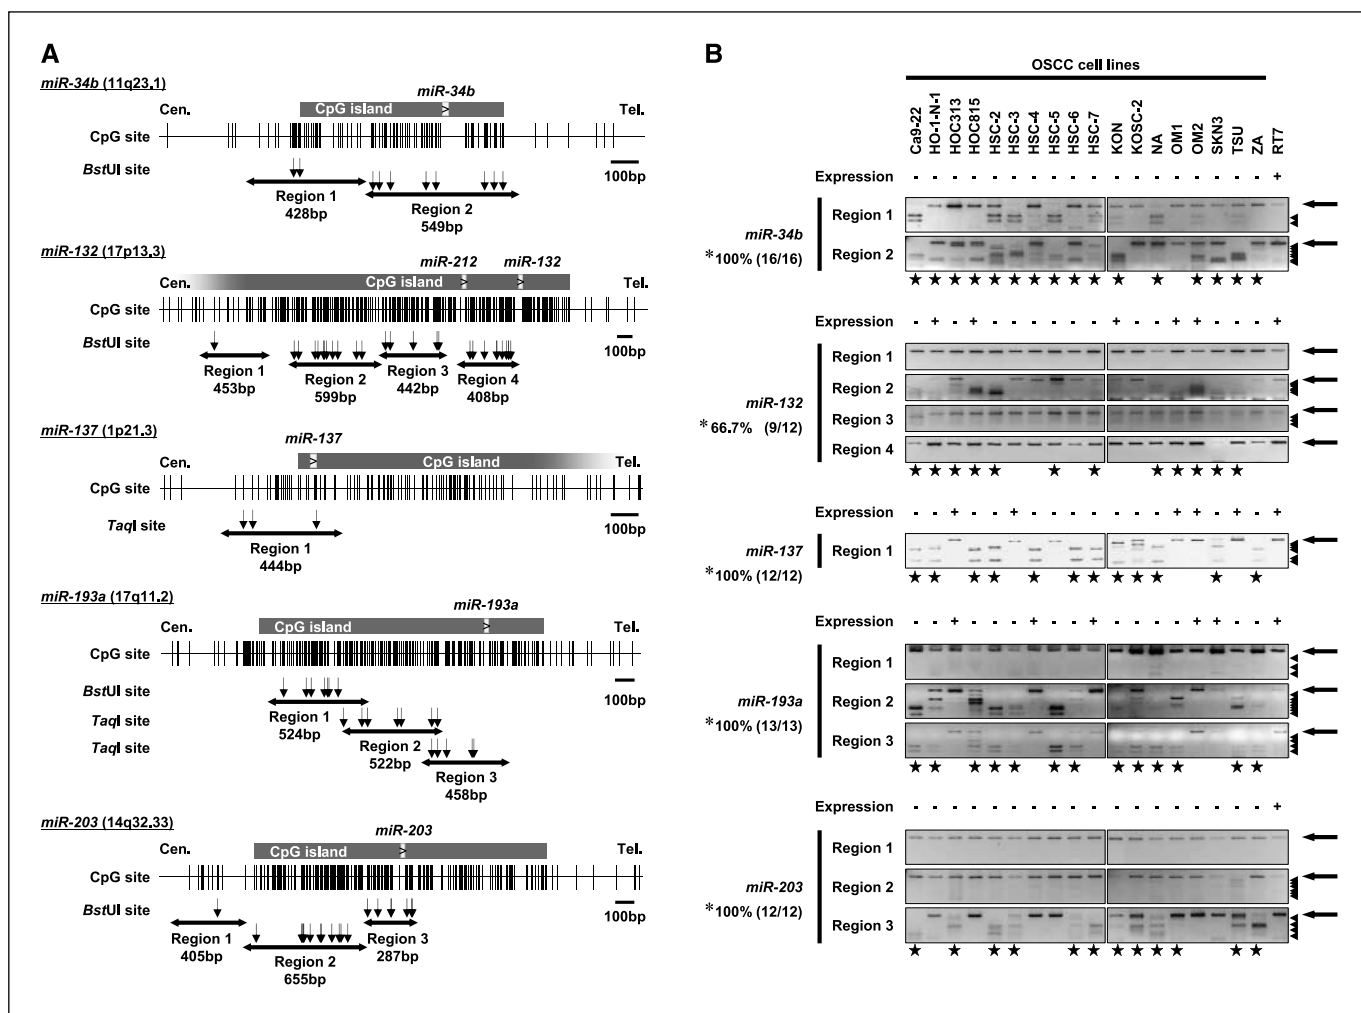 A
miR-34b (11q23.1)
miR-34b
Cen.
CpG island
>
Tel.
CpG site
BstUI site
100bp
Region 1
428bp
Region 2
549bp
miR-132 (17p13.3)
miR-212
miR-132
Cen.
CpG island
>
>
Tel.
CpG site
BstUI site
100bp
Region 1
453bp
Region 2
599bp
Region 3
442bp
Region 4
408bp
miR-137 (1p21.3)
miR-137
Cen.
>
CpG island
Tel.
CpG site
TaqI site
100bp
Region 1
444bp
miR-193a (17q11.2)
miR-193a
Cen.
CpG island
>
Tel.
CpG site
BstUI site
100bp
Region 1
524bp
TaqI site
Region 2
522bp
TaqI site
Region 3
458bp
miR-203 (14q32.33)
miR-203
Cen.
CpG island
>
Tel.
CpG site
BstUI site
100bp
Region 1
405bp
Region 2
655bp
Region 3
287bp
B
OSCC cell lines
Ca9-22
HO-1-N-1
HOC313
HOC815
HSC-2
HSC-3
HSC-4
HSC-5
HSC-6
HSC-7
KON
KOSC-2
NA
OM1
OM2
SKN3
TSU
ZA
RT7
Expression - - - - - - - - - - - - - - - - - - +
miR-34b
*100% (16/16)
Region 1
Region 2
★ ★ ★ ★ ★ ★ ★ ★ ★ ★ ★ ★ ★ ★ ★ ★
Expression - + - + - - - - - - + - - + + - - - +
miR-132
*66.7% (9/12)
Region 1
Region 2
Region 3
Region 4
★ ★ ★ ★ ★ ★ ★ ★ ★ ★ ★ ★
Expression - - + - - + - - - - - - - + + - + - +
miR-137
*100% (12/12)
Region 1
★ ★ ★ ★ ★ ★ ★ ★ ★ ★ ★ ★
Expression - - + - - - + - - + - - - - + + - - +
miR-193a
*100% (13/13)
Region 1
Region 2
Region 3
★ ★ ★ ★ ★ ★ ★ ★ ★ ★ ★ ★ ★
Expression - - - - - - - - - - - - - - - - - - +
miR-203
*100% (12/12)
Region 1
Region 2
Region 3
★ ★ ★ ★ ★ ★ ★ ★ ★ ★ ★ ★